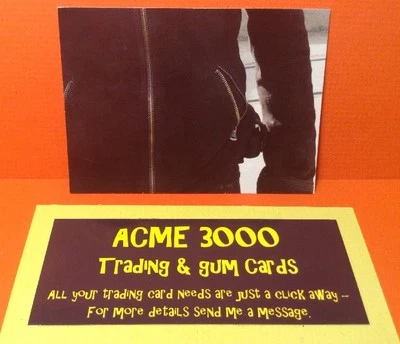 ACME 3000
Trading & gum Cards
All your trading card needs are just a click away --
For more details send me a message.